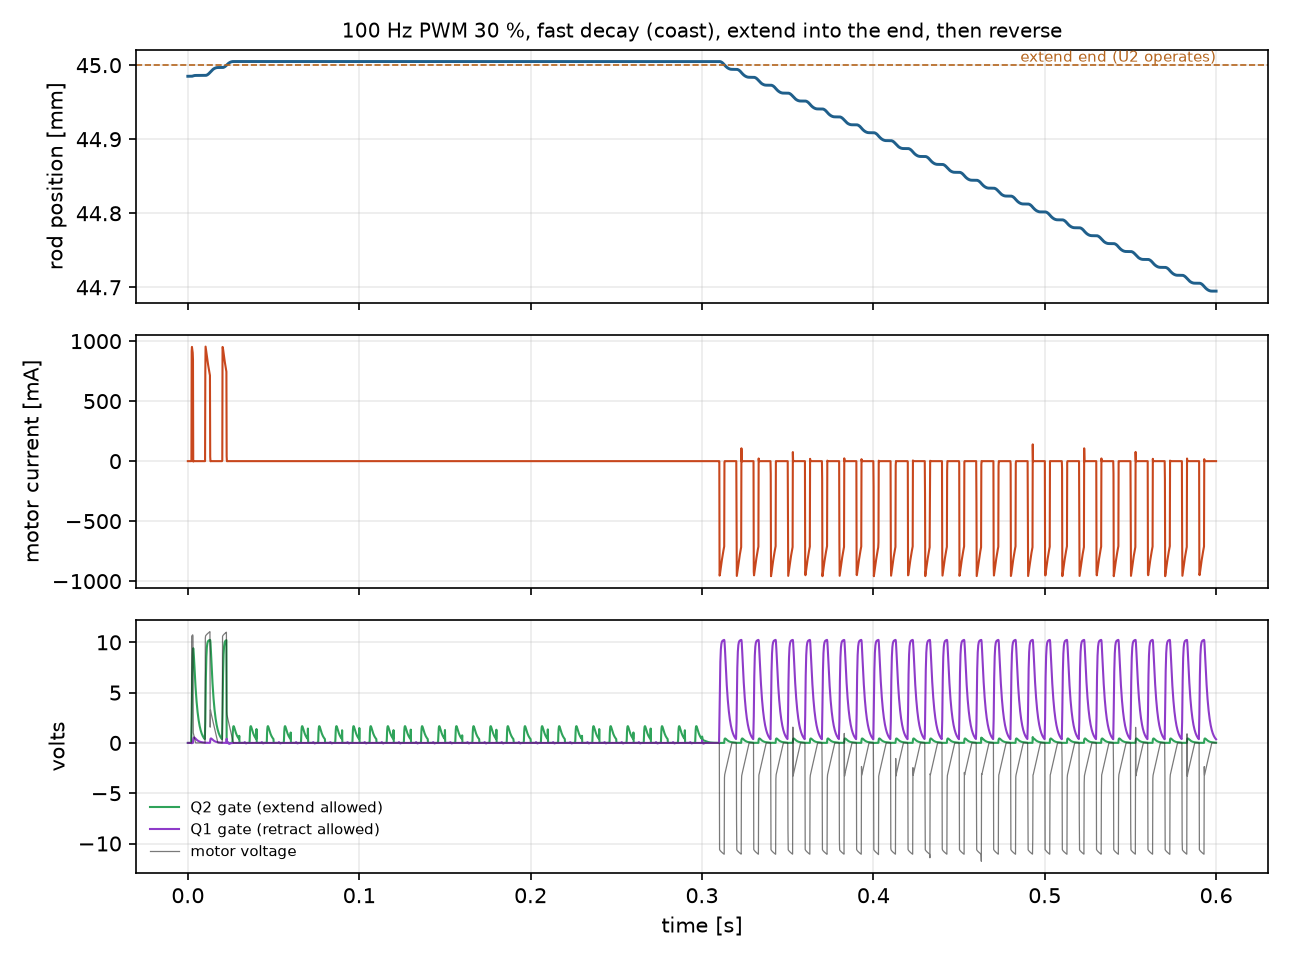 100 Hz PWM 30 %, fast decay (coast), extend into the end, then reverse
extend end (U2 operates)
rod position [mm]
45.0
44.9
44.8
44.7
motor current [mA]
1000
500
0
−500
−1000
volts
10
5
0
−5
−10
Q2 gate (extend allowed)
Q1 gate (retract allowed)
motor voltage
0.0 0.1 0.2 0.3 0.4 0.5 0.6
time [s]